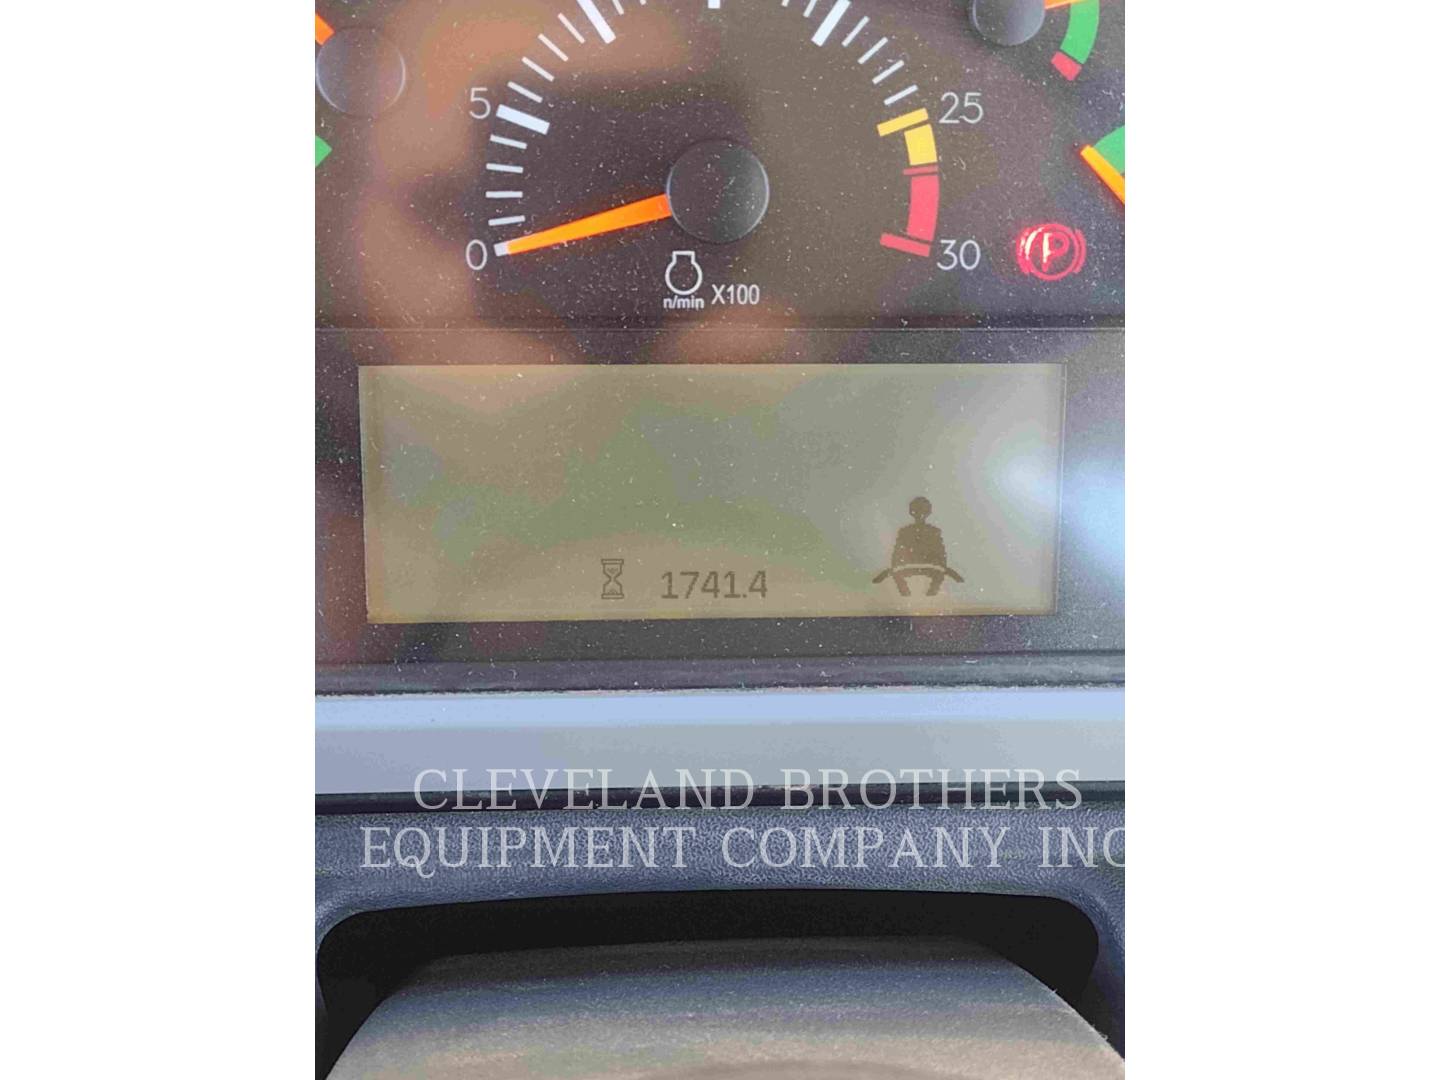 5
25
0
30
P
n/min X100
1741.4
CLEVELAND BROTHERS
EQUIPMENT COMPANY INC